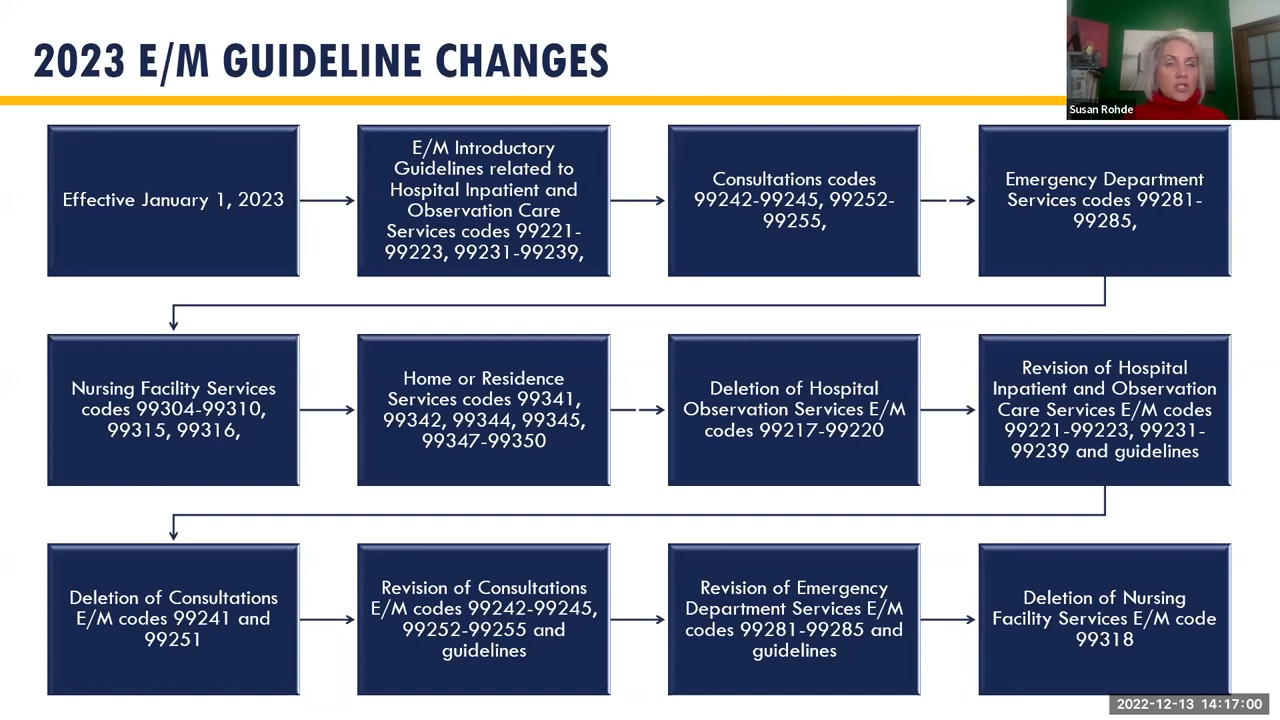 2023 E/M GUIDELINE CHANGES
Susan Rohde
Effective January 1, 2023
E/M Introductory
Guidelines related to
Hospital Inpatient and
Observation Care
Services codes 99221-
99223, 99231-99239,
Consultations codes
99242-99245, 99252-
99255,
Emergency Department
Services codes 99281-
99285,
Nursing Facility Services
codes 99304-99310,
99315, 99316,
Home or Residence
Services codes 99341,
99342, 99344, 99345,
99347-99350
Deletion of Hospital
Observation Services E/M
codes 99217-99220
Revision of Hospital
Inpatient and Observation
Care Services E/M codes
99221-99223, 99231-
99239 and guidelines
Deletion of Consultations
E/M codes 99241 and
99251
Revision of Consultations
E/M codes 99242-99245,
99252-99255 and
guidelines
Revision of Emergency
Department Services E/M
codes 99281-99285 and
guidelines
Deletion of Nursing
Facility Services E/M code
99318
2022-12-13 14:17:00